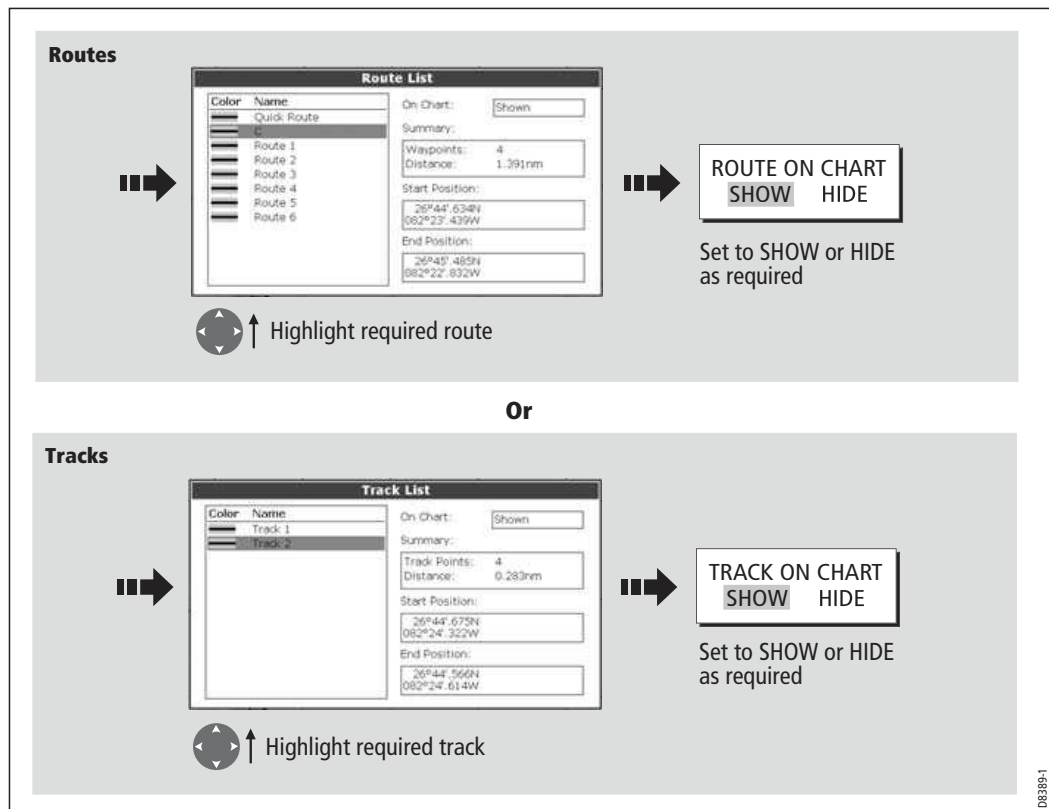 Routes
Route List
Color Name
Quick Route
C
Route 1
Route 2
Route 3
Route 4
Route 5
Route 6
On Chart: Shown
Summary:
Waypoints: 4
Distance: 1.391nm
Start Position:
26°44'.634N
082°23'.439W
End Position:
26°45'.485N
082°22'.832W
Highlight required route
ROUTE ON CHART
SHOW HIDE
Set to SHOW or HIDE
as required
Or
Tracks
Track List
Color Name
Track 1
Track 2
On Chart: Shown
Summary:
Track Points: 4
Distance: 0.283nm
Start Position:
26°44'.675N
082°24'.322W
End Position:
26°44'.566N
082°24'.614W
Highlight required track
TRACK ON CHART
SHOW HIDE
Set to SHOW or HIDE
as required
D8389-1